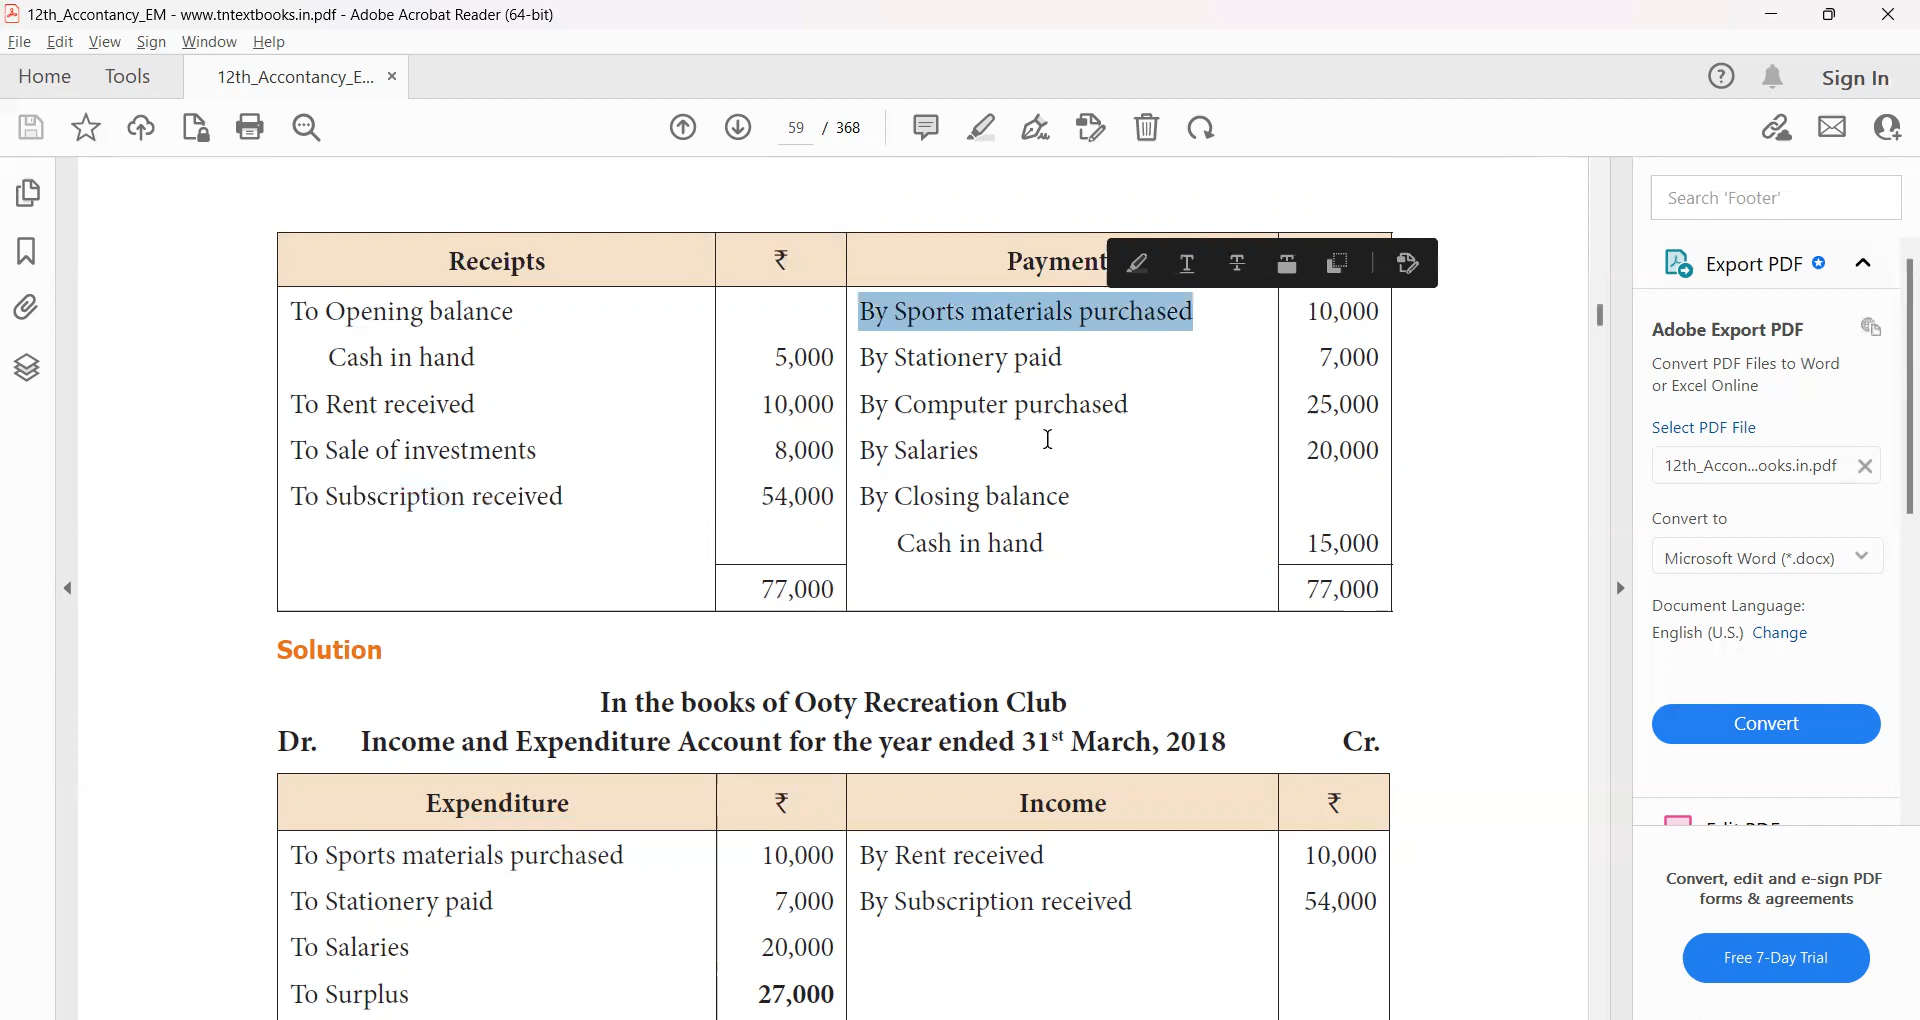 12th_Accontancy_EM - www.tntextbooks.in.pdf - Adobe Acrobat Reader (64-bit)
File Edit View Sign Window Help
Home Tools 12th_Accontancy_E... × Sign In
59 / 368
Search 'Footer'
Receipts ₹ Payment
To Opening balance By Sports materials purchased 10,000
Cash in hand 5,000 By Stationery paid 7,000
To Rent received 10,000 By Computer purchased 25,000
To Sale of investments 8,000 By Salaries 20,000
To Subscription received 54,000 By Closing balance
Cash in hand 15,000
77,000 77,000
Solution
In the books of Ooty Recreation Club
Dr. Income and Expenditure Account for the year ended 31st March, 2018 Cr.
Expenditure ₹ Income ₹
To Sports materials purchased 10,000 By Rent received 10,000
To Stationery paid 7,000 By Subscription received 54,000
To Salaries 20,000
To Surplus 27,000
Export PDF
Adobe Export PDF
Convert PDF Files to Word
or Excel Online
Select PDF File
12th_Accon...ooks.in.pdf
Convert to
Microsoft Word (*.docx)
Document Language:
English (U.S.) Change
Convert
Convert, edit and e-sign PDF
forms & agreements
Free 7-Day Trial